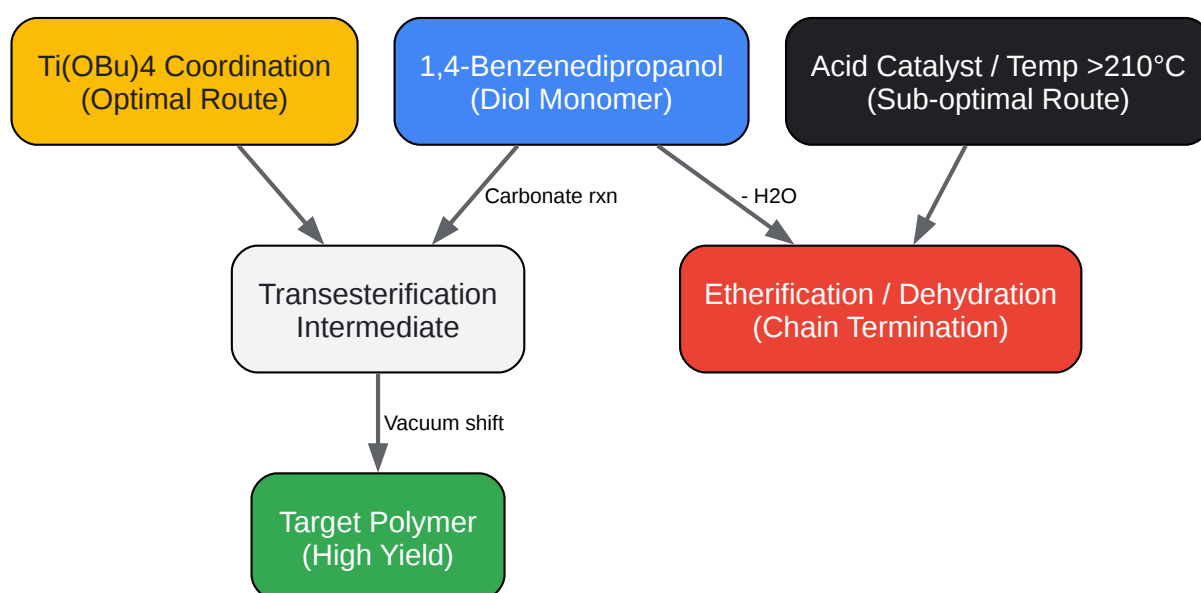 Ti(OBu)4 Coordination
(Optimal Route)
1,4-Benzenedipropanol
(Diol Monomer)
Acid Catalyst / Temp >210°C
(Sub-optimal Route)
Carbonate rxn
- H2O
Transesterification
Intermediate
Etherification / Dehydration
(Chain Termination)
Vacuum shift
Target Polymer
(High Yield)